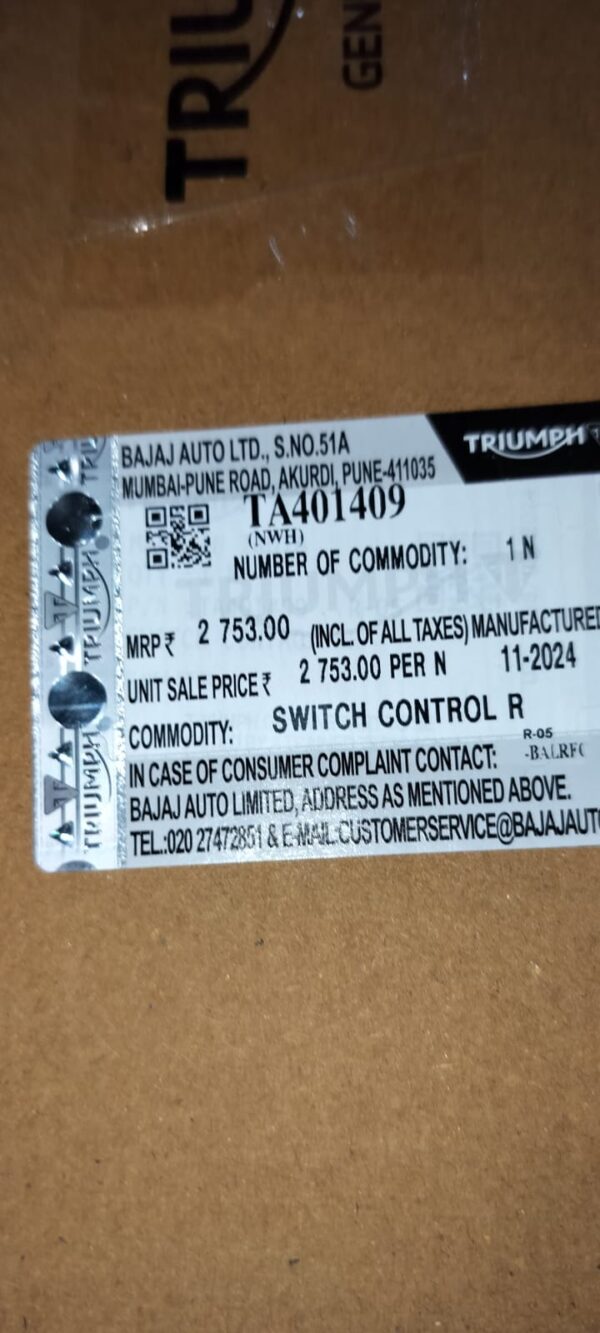 TRIU
GEN
TRIUMPH
BAJAJ AUTO LTD., S.NO.51A
MUMBAI-PUNE ROAD, AKURDI, PUNE-411035
TA401409
(NWH)
NUMBER OF COMMODITY: 1 N
MRP ₹ 2 753.00 (INCL. OF ALL TAXES) MANUFACTURED
UNIT SALE PRICE ₹ 2 753.00 PER N 11-2024
COMMODITY: SWITCH CONTROL R
R-05
IN CASE OF CONSUMER COMPLAINT CONTACT:
BAJAJ AUTO LIMITED, ADDRESS AS MENTIONED ABOVE.
TEL.:020 27472851 & E-MAIL:CUSTOMERSERVICE@BAJAJAUTO
TRIUMPH
TRIUMPH
TRIUMPH